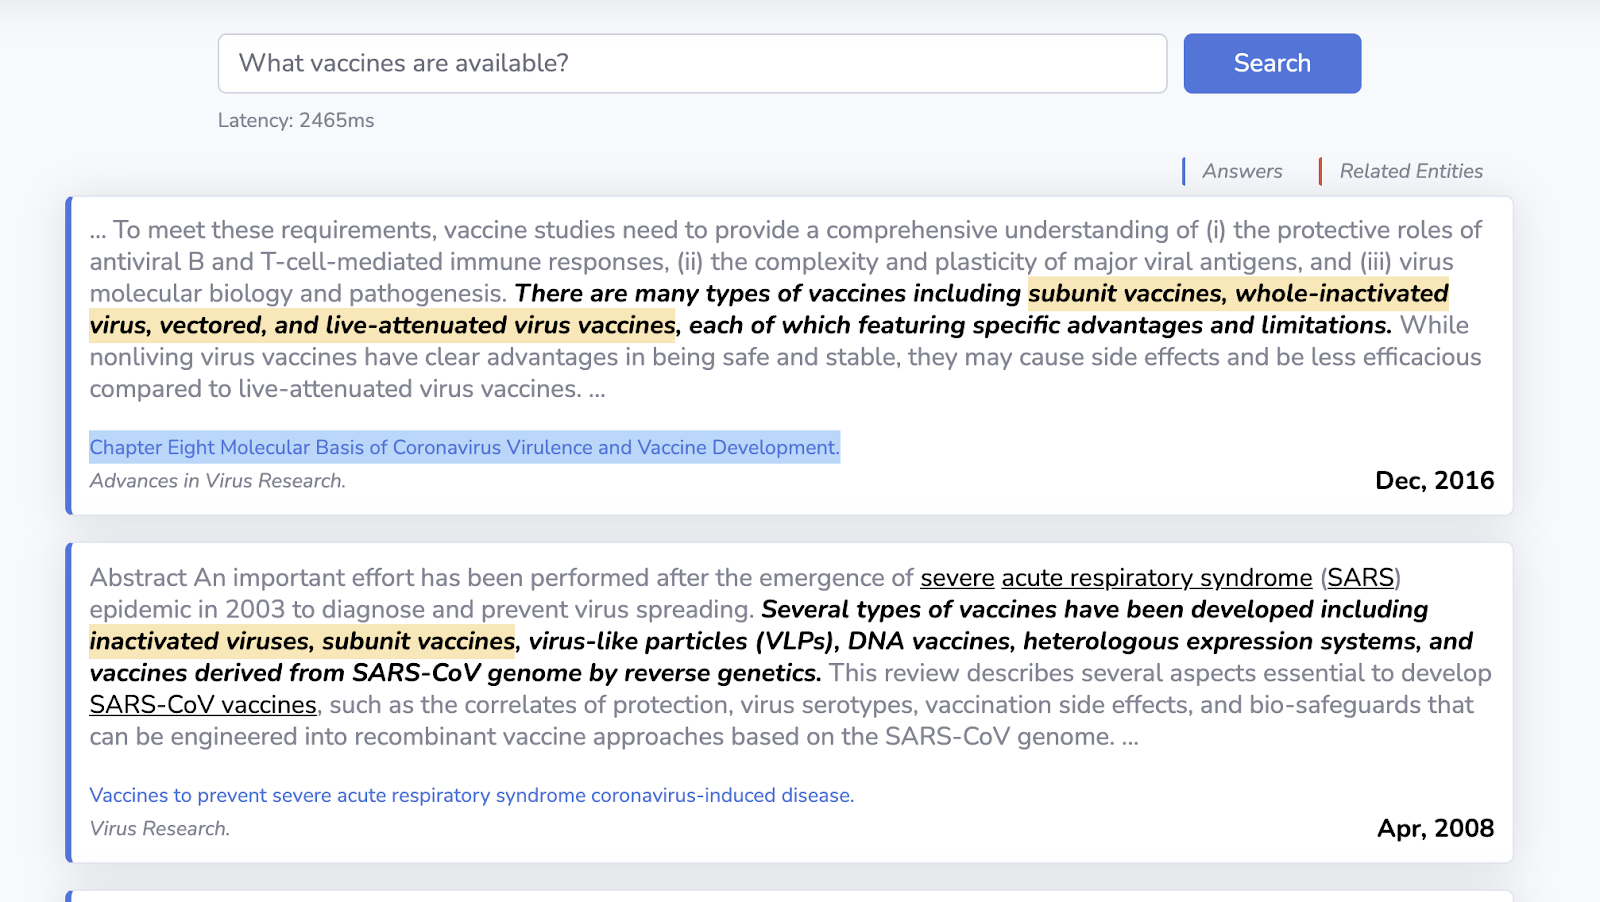 What vaccines are available?
Search
Latency: 2465ms
Answers
Related Entities
... To meet these requirements, vaccine studies need to provide a comprehensive understanding of (i) the protective roles of
antiviral B and T-cell-mediated immune responses, (ii) the complexity and plasticity of major viral antigens, and (iii) virus
molecular biology and pathogenesis. There are many types of vaccines including subunit vaccines, whole-inactivated
virus, vectored, and live-attenuated virus vaccines, each of which featuring specific advantages and limitations. While
nonliving virus vaccines have clear advantages in being safe and stable, they may cause side effects and be less efficacious
compared to live-attenuated virus vaccines. ...
Chapter Eight Molecular Basis of Coronavirus Virulence and Vaccine Development.
Advances in Virus Research.
Dec, 2016
Abstract An important effort has been performed after the emergence of severe acute respiratory syndrome (SARS)
epidemic in 2003 to diagnose and prevent virus spreading. Several types of vaccines have been developed including
inactivated viruses, subunit vaccines, virus-like particles (VLPs), DNA vaccines, heterologous expression systems, and
vaccines derived from SARS-CoV genome by reverse genetics. This review describes several aspects essential to develop
SARS-CoV vaccines, such as the correlates of protection, virus serotypes, vaccination side effects, and bio-safeguards that
can be engineered into recombinant vaccine approaches based on the SARS-CoV genome. ...
Vaccines to prevent severe acute respiratory syndrome coronavirus-induced disease.
Virus Research.
Apr, 2008